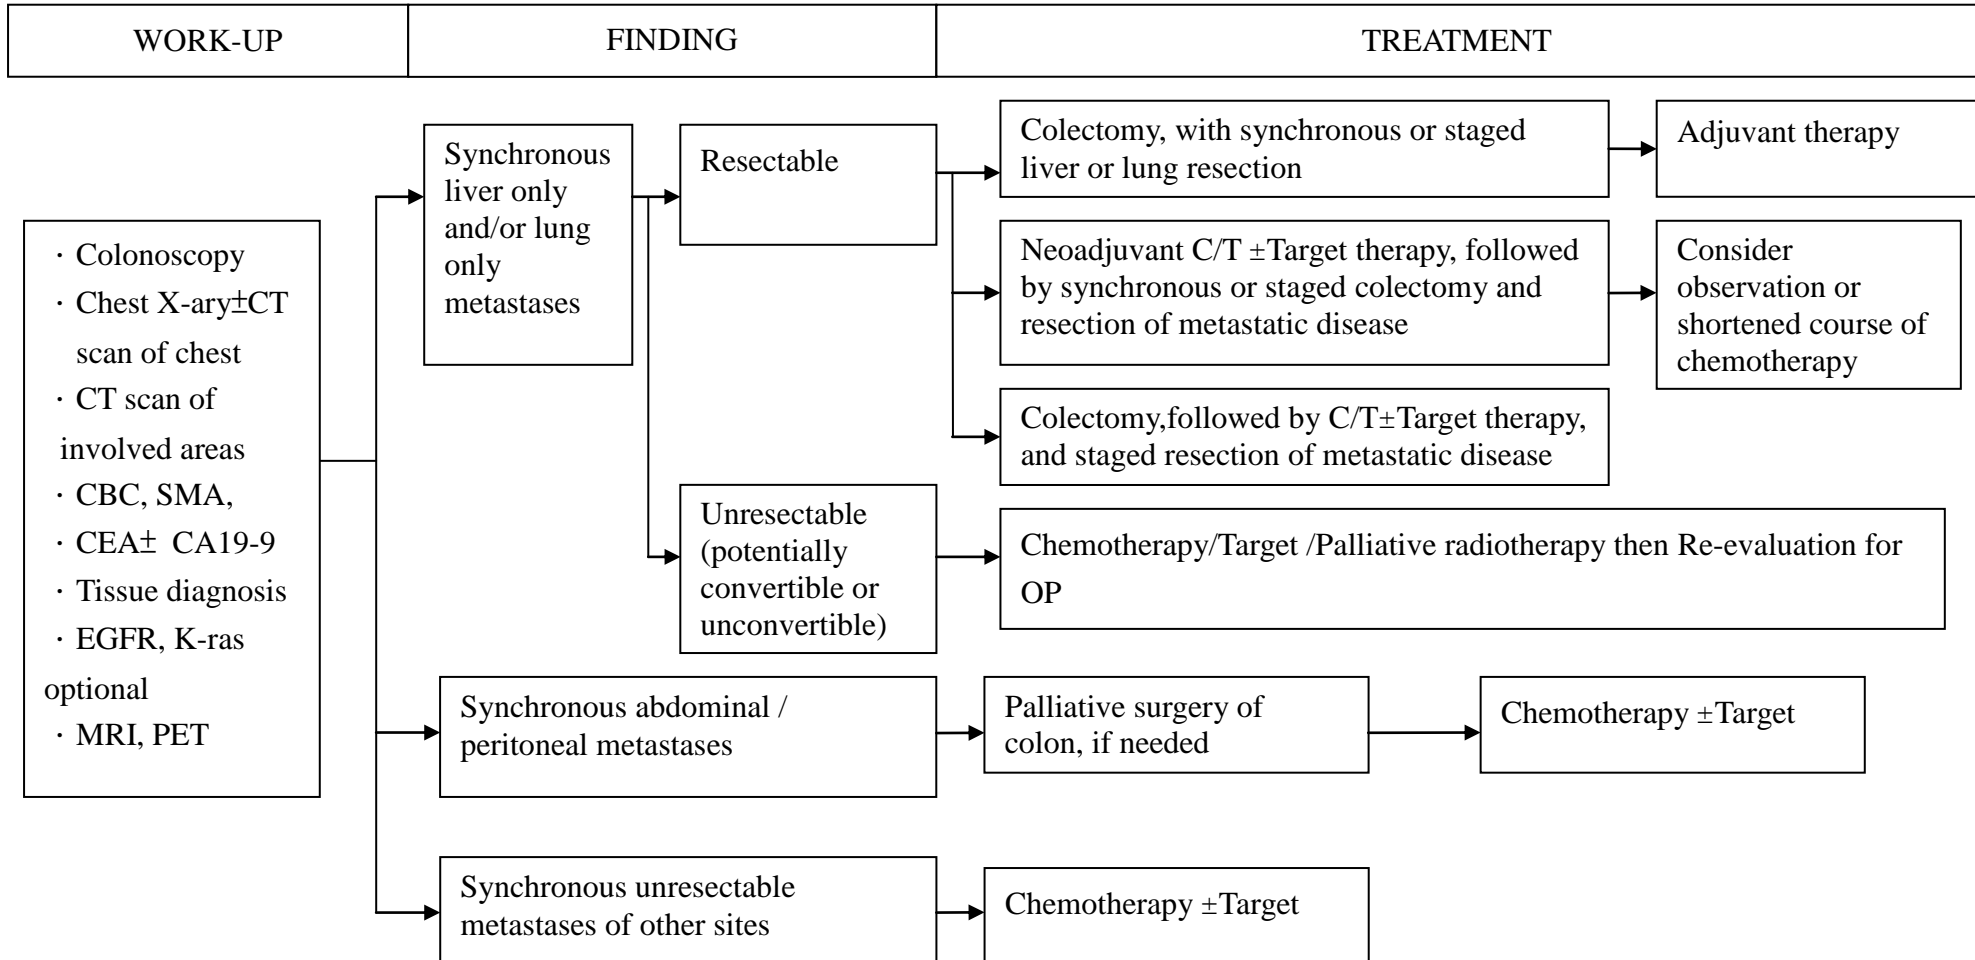 WORK-UP
FINDING
TREATMENT
· Colonoscopy
· Chest X-ary±CT
scan of chest
· CT scan of
involved areas
· CBC, SMA,
· CEA± CA19-9
· Tissue diagnosis
· EGFR, K-ras
optional
· MRI, PET
Synchronous
liver only
and/or lung
only
metastases
Resectable
Colectomy, with synchronous or staged
liver or lung resection
Adjuvant therapy
Neoadjuvant C/T ±Target therapy, followed
by synchronous or staged colectomy and
resection of metastatic disease
Consider
observation or
shortened course of
chemotherapy
Colectomy,followed by C/T±Target therapy,
and staged resection of metastatic disease
Unresectable
(potentially
convertible or
unconvertible)
Chemotherapy/Target /Palliative radiotherapy then Re-evaluation for
OP
Synchronous abdominal /
peritoneal metastases
Palliative surgery of
colon, if needed
Chemotherapy ±Target
Synchronous unresectable
metastases of other sites
Chemotherapy ±Target